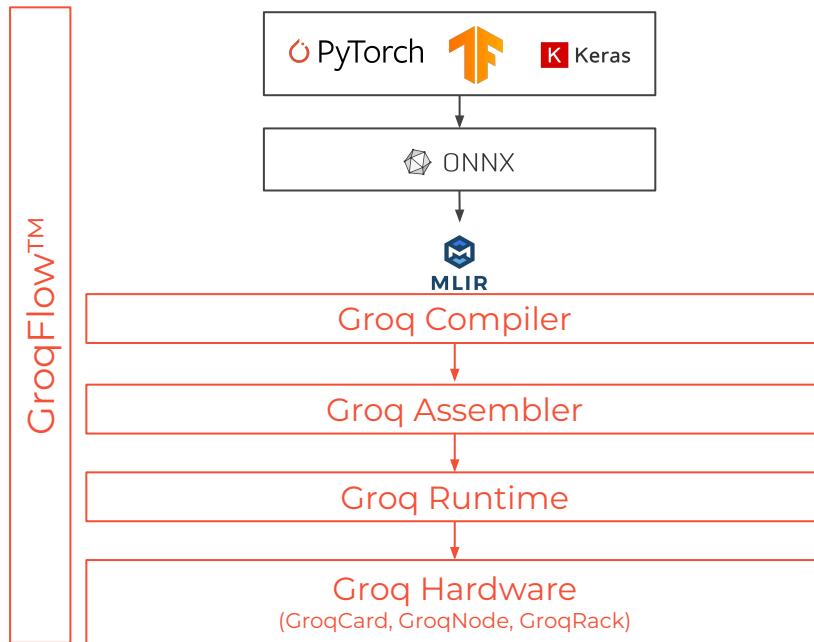 GroqFlow™
PyTorch
K Keras
ONNX
MLIR
Groq Compiler
Groq Assembler
Groq Runtime
Groq Hardware
(GroqCard, GroqNode, GroqRack)